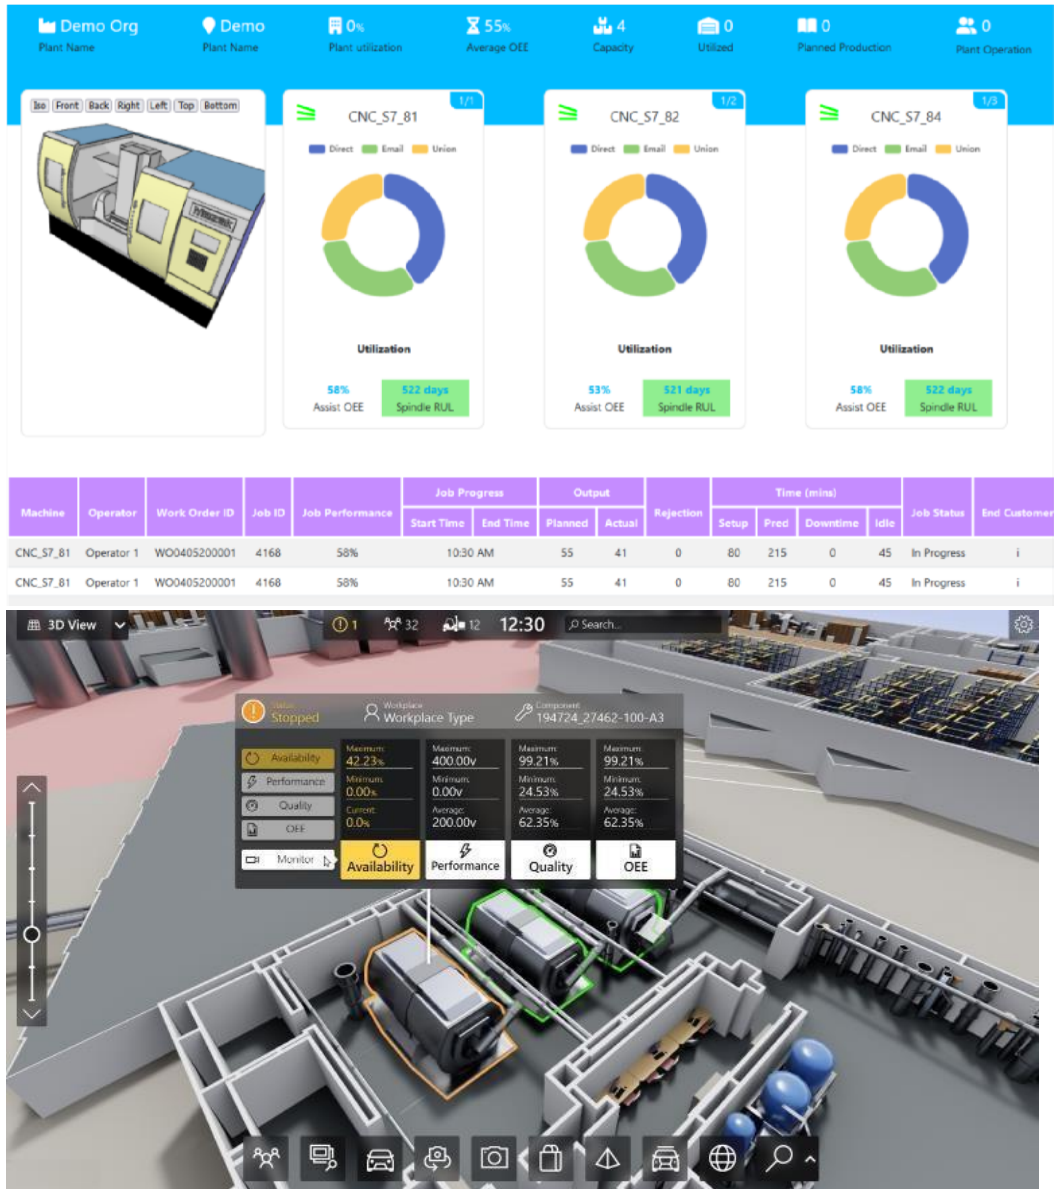 Demo Org
Demo
0%
55%
4
0
0
0
Plant Name
Plant Name
Plant utilization
Average OEE
Capacity
Utilized
Planned Production
Plant Operation
Iso Front Back Right Left Top Bottom
1/1
CNC_S7_81
Direct Email Union
Utilization
58%
522 days
Assist OEE
Spindle RUL
1/2
CNC_S7_82
Direct Email Union
Utilization
53%
521 days
Assist OEE
Spindle RUL
1/3
CNC_S7_84
Direct Email Union
Utilization
58%
522 days
Assist OEE
Spindle RUL
Job Progress Output Time (mins)
Machine Operator Work Order ID Job ID Job Performance Rejection Job Status End Customer
Start Time End Time Planned Actual Setup Pred Downtime Idle
CNC_S7_81 Operator 1 WO0405200001 4168 58% 10:30 AM 55 41 0 80 215 0 45 In Progress i
CNC_S7_81 Operator 1 WO0405200001 4168 58% 10:30 AM 55 41 0 80 215 0 45 In Progress i
3D View
1
32
12
12:30
Search...
Status
Stopped
Workplace
Workplace Type
Component
194724_27462-100-A3
Availability
Performance
Quality
OEE
Monitor
Maximum:
42.23%
Minimum:
0.00%
Current:
0.0%
Availability
Maximum:
400.00v
Minimum:
0.00v
Average:
200.00v
Performance
Maximum:
99.21%
Minimum:
24.53%
Average:
62.35%
Quality
Maximum:
99.21%
Minimum:
24.53%
Average:
62.35%
OEE